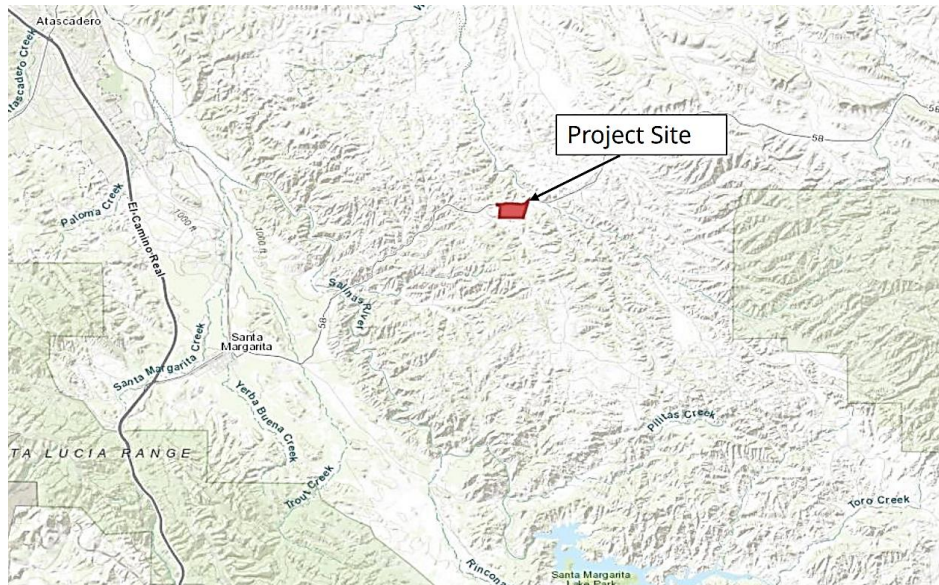 Atascadero
Atascadero Creek
58
Project Site
58
Paloma Creek
El Camino Real
1000 ft
1000 ft
Salinas River
58
Santa
Margarita
Santa Margarita Creek
Yerba Buena Creek
Pilitas Creek
TA LUCIA RANGE
Trout Creek
Toro Creek
Rincona
Santa Margarita
Lake Park